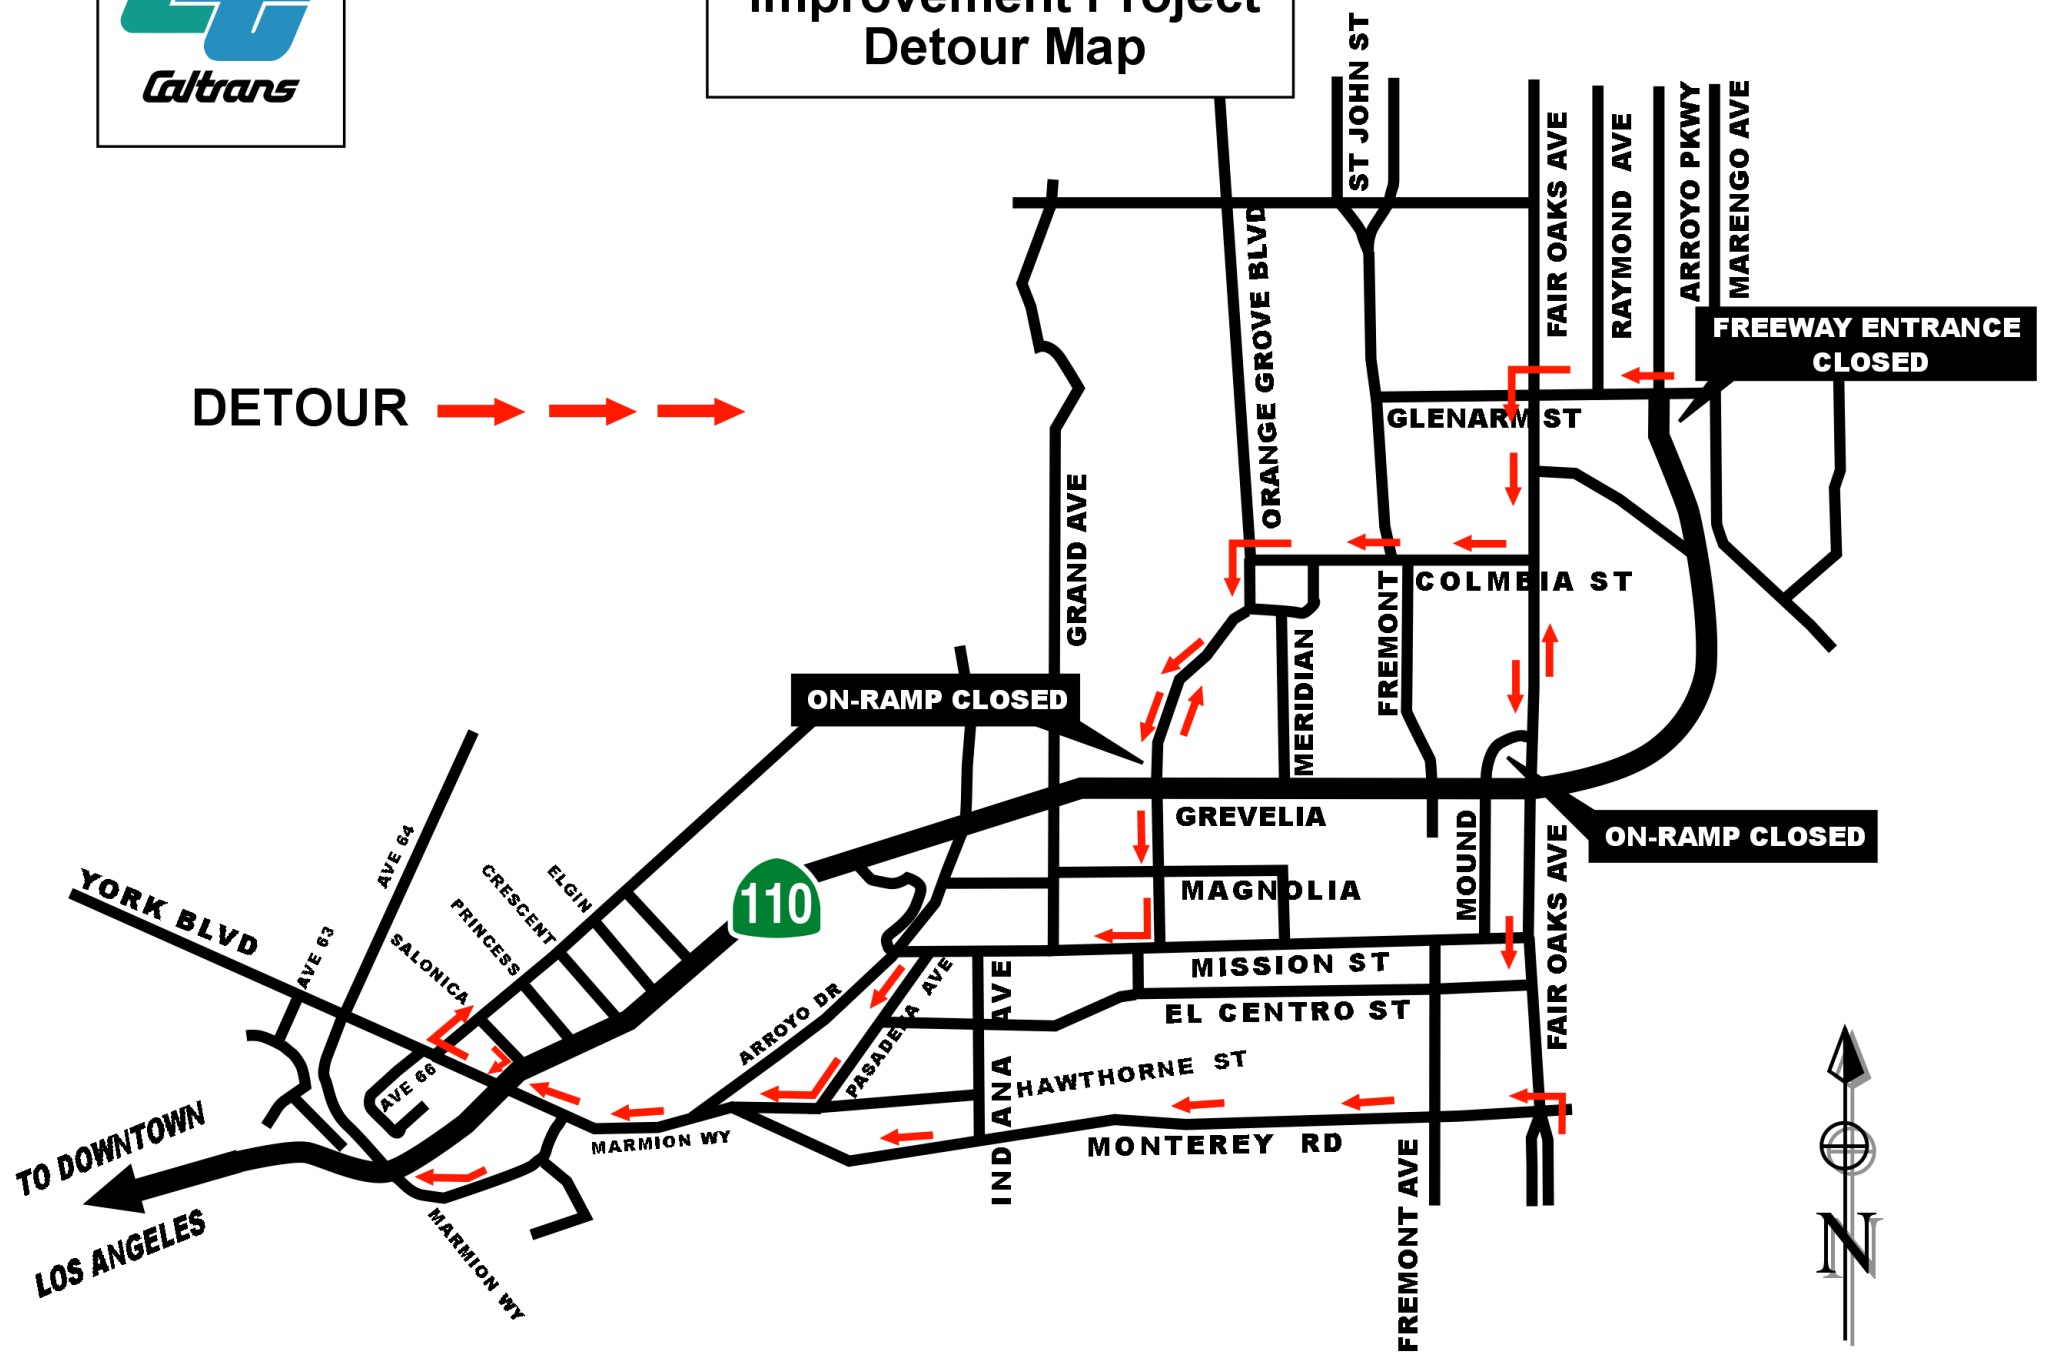 Caltrans
Improvement Project
Detour Map
ST JOHN ST
FAIR OAKS AVE
RAYMOND AVE
ARROYO PKWY
MARENGO AVE
ORANGE GROVE BLVD
FREEWAY ENTRANCE
CLOSED
DETOUR
GLENARM ST
GRAND AVE
COLMBIA ST
FREMONT
MERIDIAN
ON-RAMP CLOSED
GREVELIA
MOUND
ON-RAMP CLOSED
AVE 64
ELGIN
CRESCENT
PRINCESS
SALONICA
YORK BLVD
AVE 63
110
MAGNOLIA
FAIR OAKS AVE
MISSION ST
EL CENTRO ST
ARROYO DR
PASADENA AVE
INDIANA AVE
HAWTHORNE ST
AVE 66
MARMION WY
MONTEREY RD
FREMONT AVE
TO DOWNTOWN
LOS ANGELES
MARMION WY
N